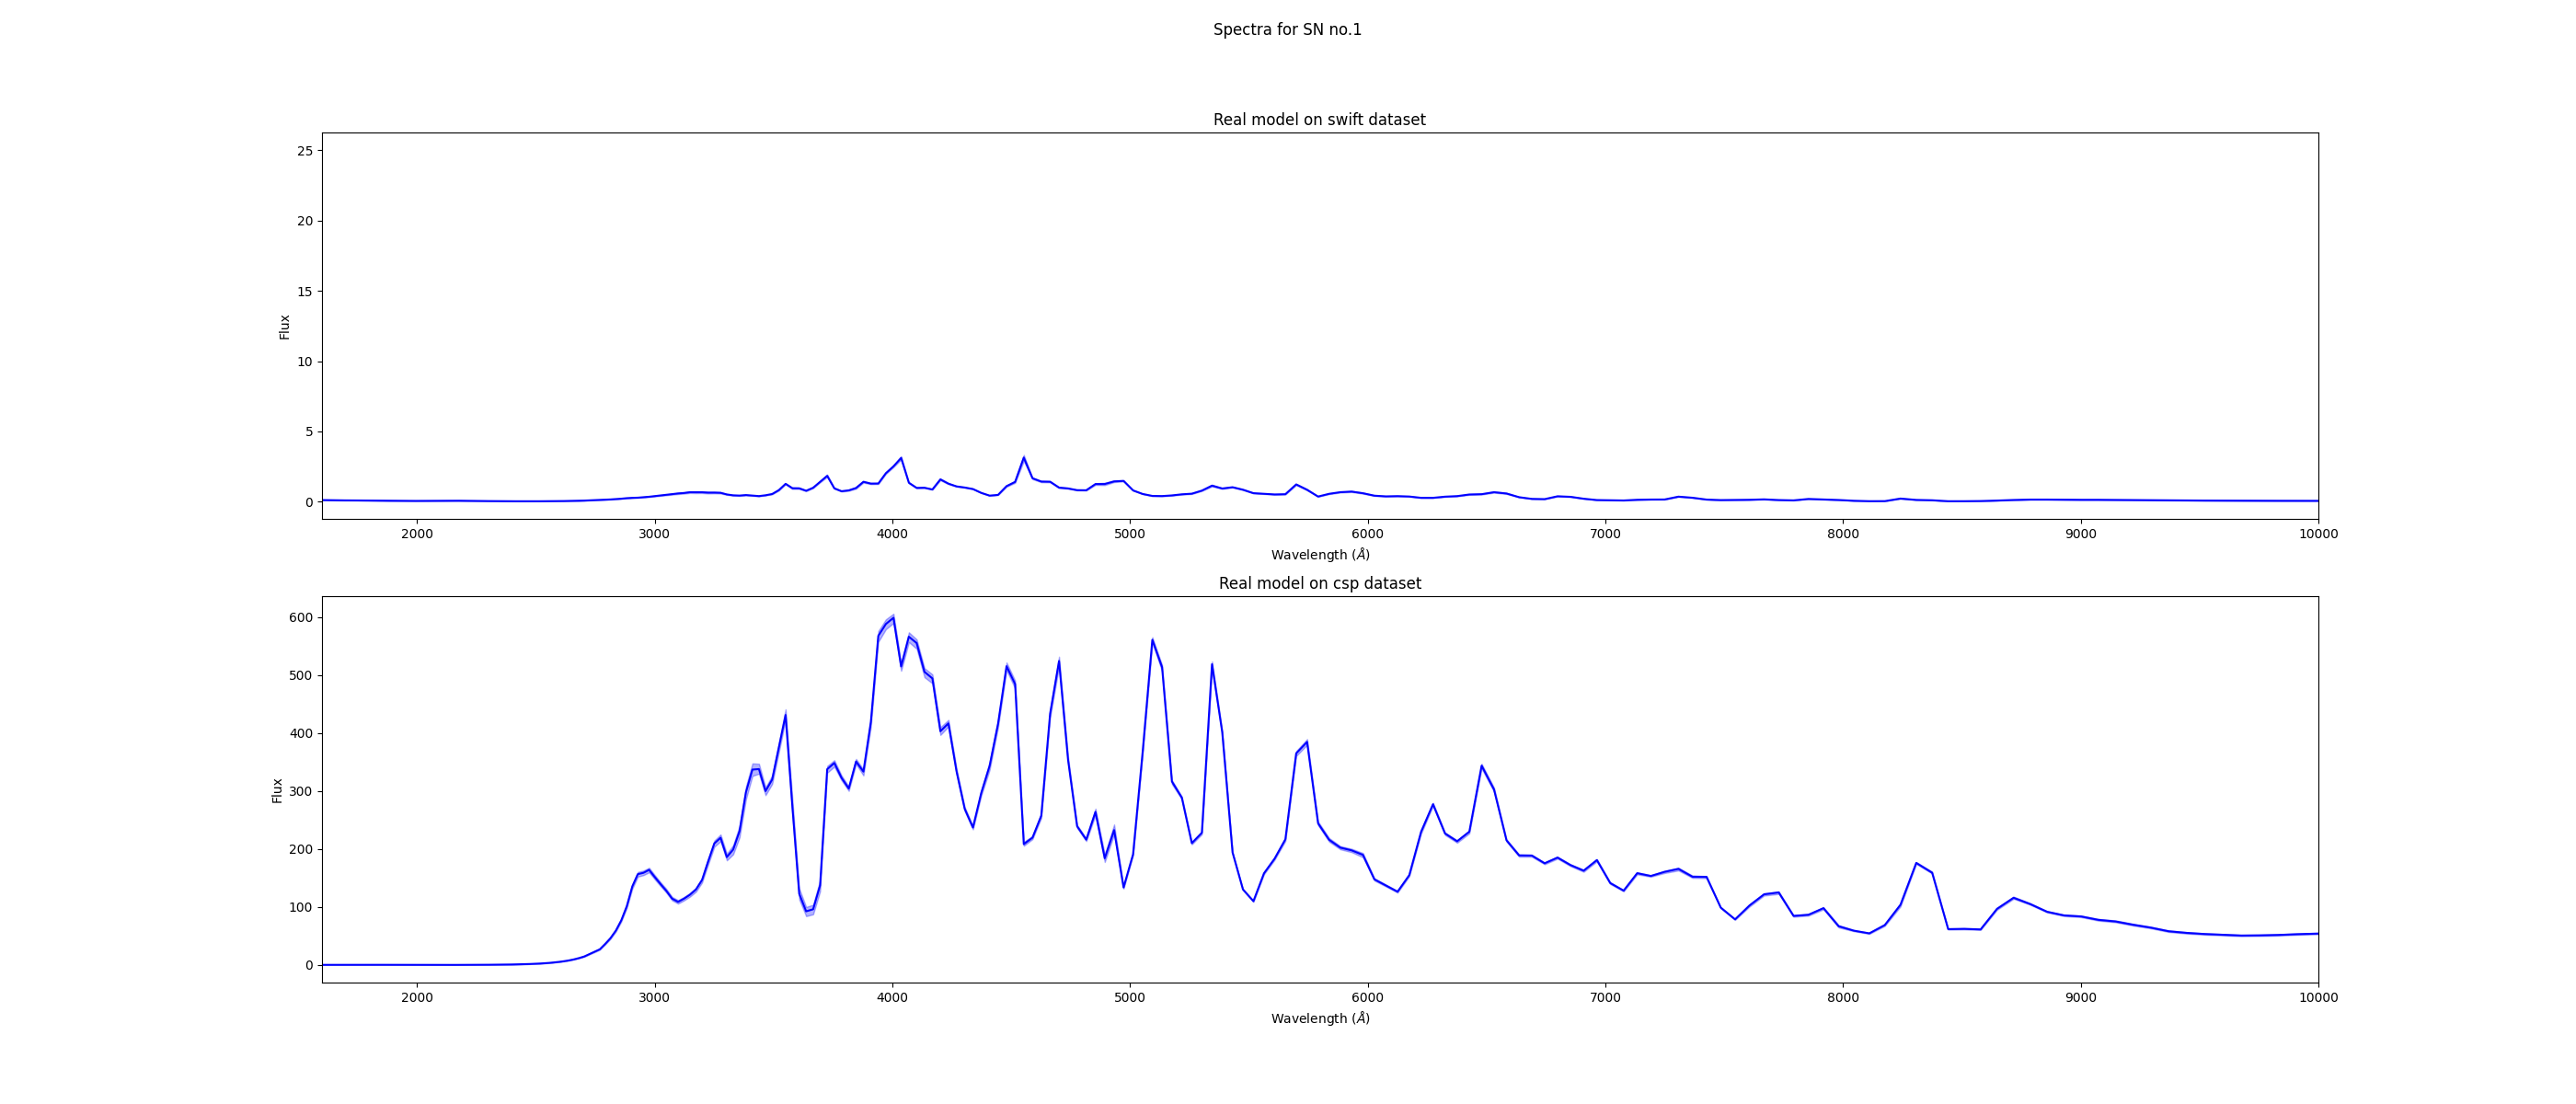 Spectra for SN no.1
Real model on swift dataset
25
20
15
10
5
0
Flux
2000 3000 4000 5000 6000 7000 8000 9000 10000
Wavelength (Å)
Real model on csp dataset
600
500
400
300
200
100
0
Flux
2000 3000 4000 5000 6000 7000 8000 9000 10000
Wavelength (Å)